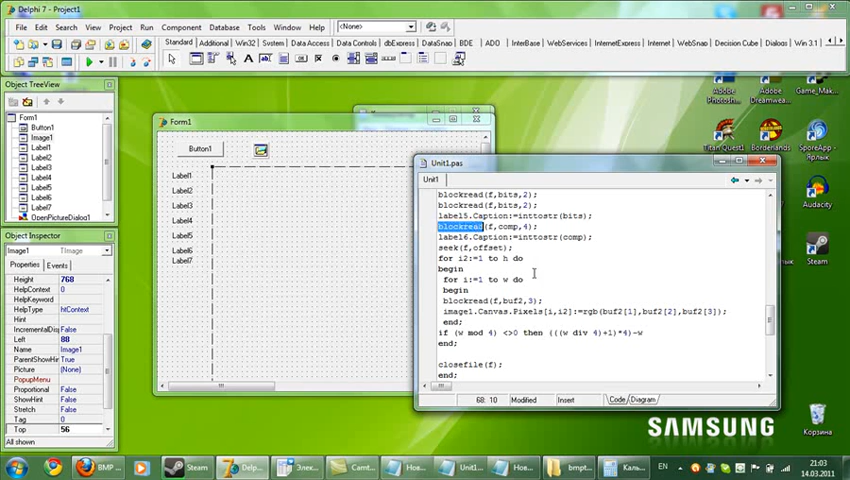 Delphi 7 - Project1
File Edit Search View Project Run Component Database Tools Window Help <None>
Standard Additional Win32 System Data Access Data Controls dbExpress DataSnap BDE ADO InterBase WebServices InternetExpress WebSnap Decision Cube Dialogs Win 3.1
Object TreeView
Form1
Button1
Image1
Label1
Label2
Label3
Label4
Label5
Label6
Label7
OpenPictureDialog1
Object Inspector
Image1 TImage
Properties Events
Height 768
HelpContext 0
HelpKeyword
HelpType htContext
Hint
IncrementalDis False
Left 88
Name Image1
ParentShowHint True
Picture (None)
PopupMenu
Proportional False
ShowHint False
Stretch False
Tag 0
Top 56
All shown
Form1
Button1
Label1
Label2
Label3
Label4
Label5
Label6
Label7
Unit1.pas
Unit1
blockread(f,bits,2);
blockread(f,bits,2);
label5.Caption:=inttostr(bits);
blockread(f,comp,4);
label6.Caption:=inttostr(comp);
seek(f,offset);
for i2:=1 to h do
begin
for i:=1 to w do
begin
blockread(f,buf2,3);
image1.Canvas.Pixels[i,i2]:=rgb(buf2[1],buf2[2],buf2[3]);
end;
if (w mod 4) <>0 then (((w div 4)+1)*4)-w
end;
closefile(f);
end;
68: 10 Modified Insert Code Diagram
Adobe Photosh...
Adobe Dreamweav...
Game_Mak...
Titan Quest1
Borderlands
SporeApp - Ярлык
Audacity
Steam
SAMSUNG
Корзина
BMP ... Steam Delp... Элек... Camt... Нов... Unit1... Нов... bmpt... Каль...
EN
21:03
14.03.2011